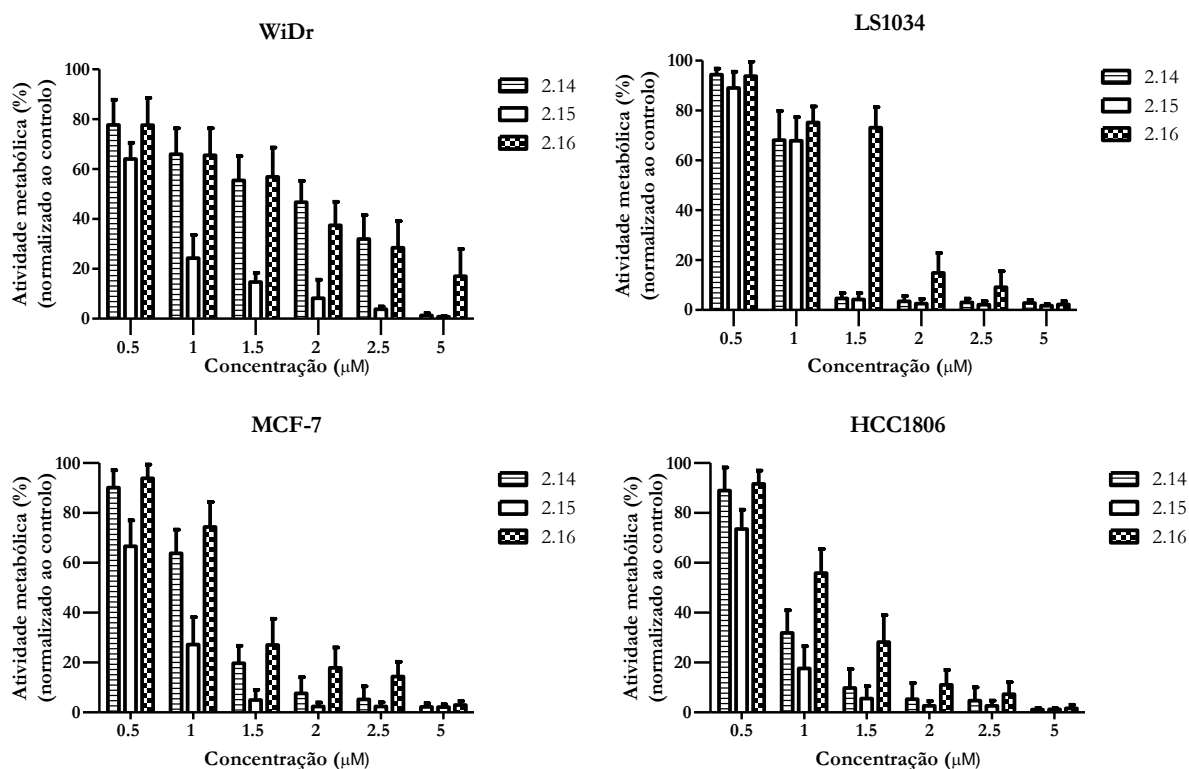 WiDr
Atividade metabólica (%)
(normalizado ao controlo)
100
80
60
40
20
0
0.5 1 1.5 2 2.5 5
Concentração (µM)
2.14
2.15
2.16
LS1034
Atividade metabólica (%)
(normalizado ao controlo)
100
80
60
40
20
0
0.5 1 1.5 2 2.5 5
Concentração (µM)
2.14
2.15
2.16
MCF-7
Atividade metabólica (%)
(normalizado ao controlo)
100
80
60
40
20
0
0.5 1 1.5 2 2.5 5
Concentração (µM)
2.14
2.15
2.16
HCC1806
Atividade metabólica (%)
(normalizado ao controlo)
100
80
60
40
20
0
0.5 1 1.5 2 2.5 5
Concentração (µM)
2.14
2.15
2.16